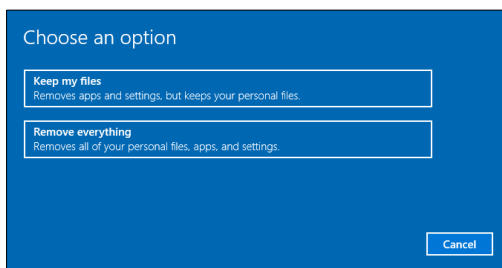 Choose an option
Keep my files
Removes apps and settings, but keeps your personal files.
Remove everything
Removes all of your personal files, apps, and settings.
Cancel